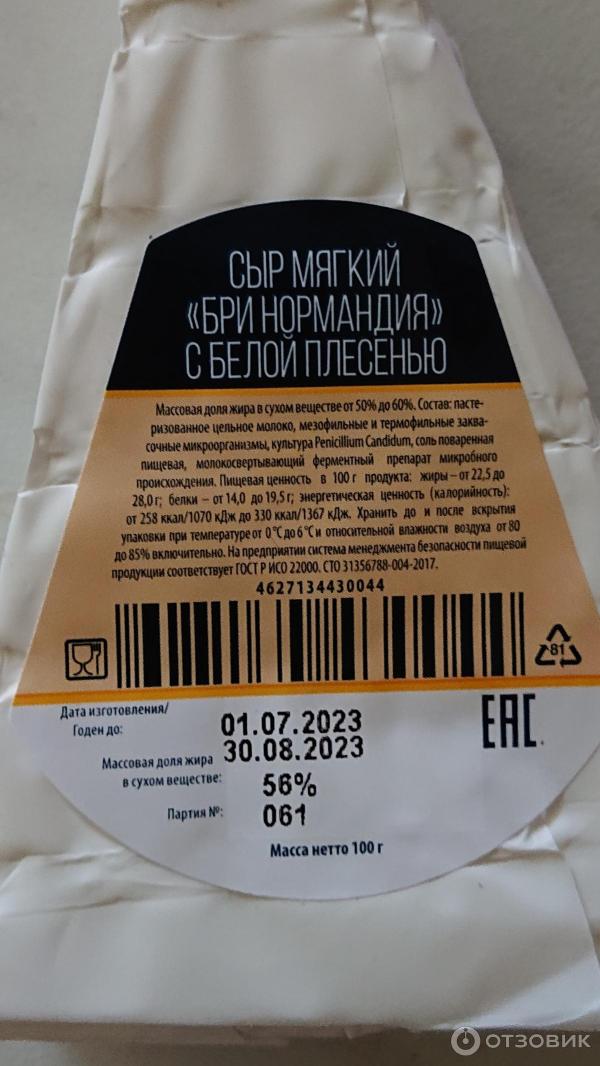 СЫР МЯГКИЙ
«БРИ НОРМАНДИЯ»
С БЕЛОЙ ПЛЕСЕНЬЮ
Массовая доля жира в сухом веществе от 50% до 60%. Состав: пасте-
ризованное цельное молоко, мезофильные и термофильные заква-
сочные микроорганизмы, культура Penicillium Candidum, соль поваренная
пищевая, молокосвертывающий ферментный препарат микробного
происхождения. Пищевая ценность в 100 г продукта: жиры – от 22,5 до
28,0 г; белки – от 14,0 до 19,5 г; энергетическая ценность (калорийность):
от 258 ккал/1070 кДж до 330 ккал/1367 кДж. Хранить до и после вскрытия
упаковки при температуре от 0 °С до 6 °С и относительной влажности воздуха от 80
до 85% включительно. На предприятии система менеджмента безопасности пищевой
продукции соответствует ГОСТ Р ИСО 22000. СТО 31356788-004-2017.
4627134430044
81
Дата изготовления/
Годен до:
01.07.2023
30.08.2023
EAC
Массовая доля жира
в сухом веществе:
56%
Партия №:
061
Масса нетто 100 г
ОТЗОВИК